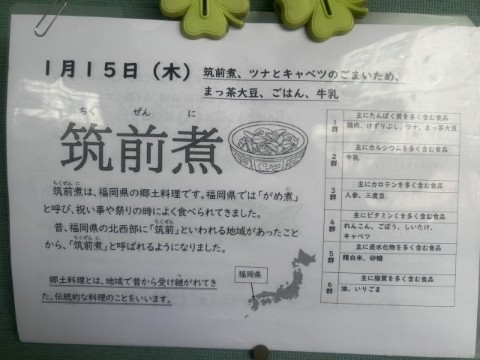 1月15日（木） 筑前煮、ツナとキャベツのごまいため、
まっ茶大豆、ごはん、牛乳
ちく ぜん に
筑前煮
ちくぜん に
筑前煮は、福岡県の郷土料理です。福岡県では「がめ煮」
に
と呼び、祝い事や祭りの時によく食べられてきました。
昔、福岡県の北西部に「筑前」といわれる地域があったこと
ちくぜん
から、「筑前煮」と呼ばれるようになりました。
ちくぜん に
郷土料理とは、地域で昔から受け継がれてき
た、伝統的な料理のことをいいます。
福岡県
1群 主にたんぱく質を多く含む食品
鶏肉、けずりぶし、ツナ、まっ茶大豆
2群 主にカルシウムを多く含む食品
牛乳
3群 主にカロテンを多く含む食品
人参、三度豆
4群 主にビタミンCを多く含む食品
れんこん、ごぼう、しいたけ、
キャベツ
5群 主に炭水化物を多く含む食品
精白米、砂糖
6群 主に脂質を多く含む食品
油、いりごま